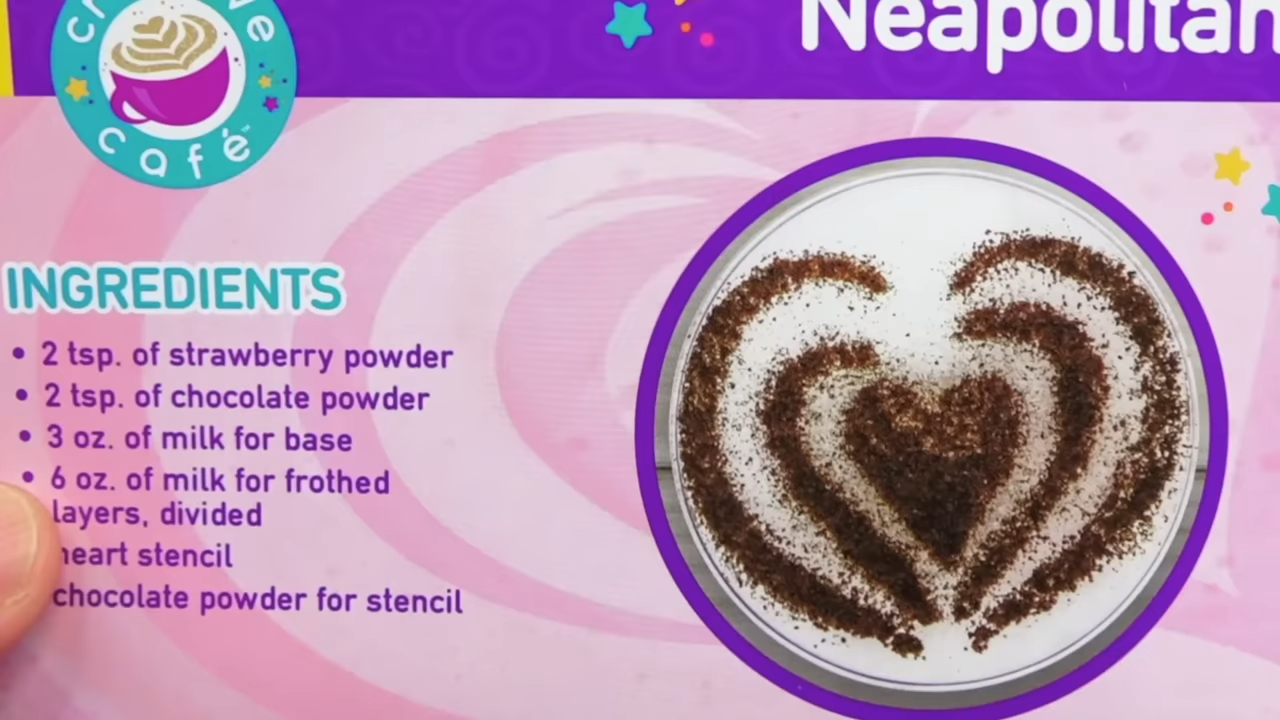 Neapolitan
café™
INGREDIENTS
• 2 tsp. of strawberry powder
• 2 tsp. of chocolate powder
• 3 oz. of milk for base
• 6 oz. of milk for frothed
layers, divided
heart stencil
chocolate powder for stencil